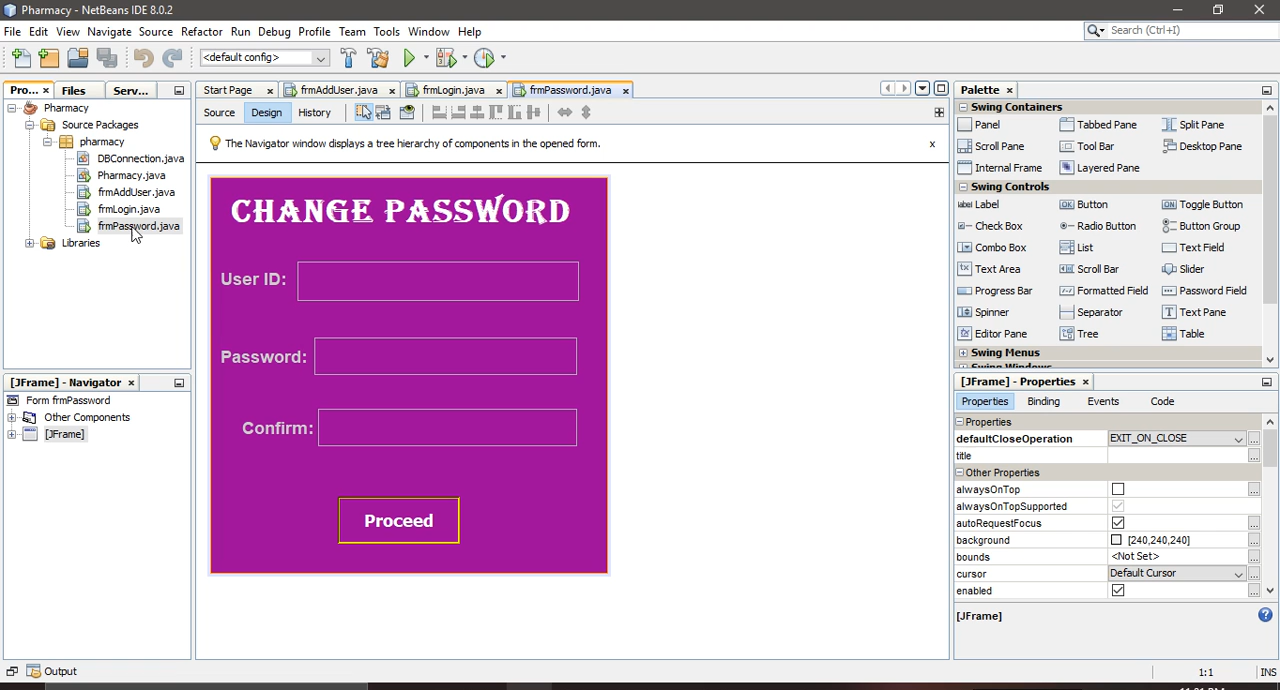 Pharmacy - NetBeans IDE 8.0.2
File Edit View Navigate Source Refactor Run Debug Profile Team Tools Window Help
Search (Ctrl+I)
<default config>
Pro... Files Serv...
Start Page frmAddUser.java frmLogin.java frmPassword.java
Palette
Source Design History
The Navigator window displays a tree hierarchy of components in the opened form.
Pharmacy
Source Packages
pharmacy
DBConnection.java
Pharmacy.java
frmAddUser.java
frmLogin.java
frmPassword.java
Libraries
[JFrame] - Navigator
Form frmPassword
Other Components
[JFrame]
CHANGE PASSWORD
User ID:
Password:
Confirm:
Proceed
Swing Containers
Panel Tabbed Pane Split Pane
Scroll Pane Tool Bar Desktop Pane
Internal Frame Layered Pane
Swing Controls
Label Button Toggle Button
Check Box Radio Button Button Group
Combo Box List Text Field
Text Area Scroll Bar Slider
Progress Bar Formatted Field Password Field
Spinner Separator Text Pane
Editor Pane Tree Table
Swing Menus
Swing Windows
[JFrame] - Properties
Properties Binding Events Code
Properties
defaultCloseOperation EXIT_ON_CLOSE
title
Other Properties
alwaysOnTop
alwaysOnTopSupported
autoRequestFocus
background [240,240,240]
bounds <Not Set>
cursor Default Cursor
enabled
[JFrame]
Output
1:1 INS